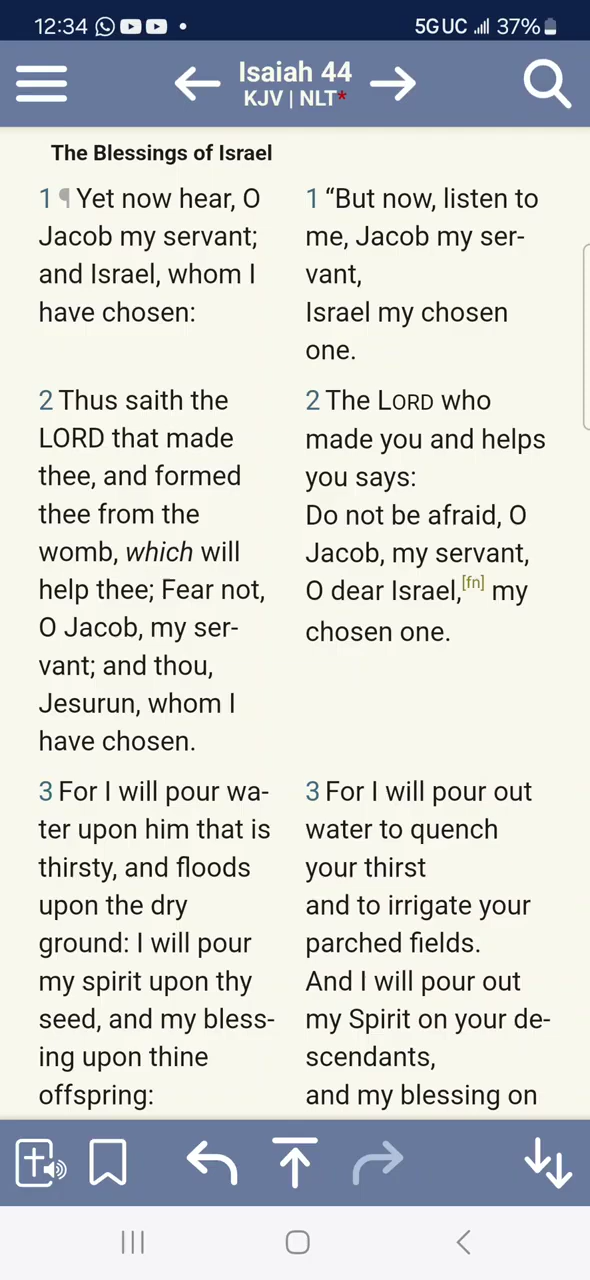 12:34
5G UC 37%
Isaiah 44
KJV | NLT*
The Blessings of Israel
1 ¶ Yet now hear, O
Jacob my servant;
and Israel, whom I
have chosen:
1 “But now, listen to
me, Jacob my ser-
vant,
Israel my chosen
one.
2 Thus saith the
LORD that made
thee, and formed
thee from the
womb, which will
help thee; Fear not,
O Jacob, my ser-
vant; and thou,
Jesurun, whom I
have chosen.
2 The LORD who
made you and helps
you says:
Do not be afraid, O
Jacob, my servant,
O dear Israel,[fn] my
chosen one.
3 For I will pour wa-
ter upon him that is
thirsty, and floods
upon the dry
ground: I will pour
my spirit upon thy
seed, and my bless-
ing upon thine
offspring:
3 For I will pour out
water to quench
your thirst
and to irrigate your
parched fields.
And I will pour out
my Spirit on your de-
scendants,
and my blessing on